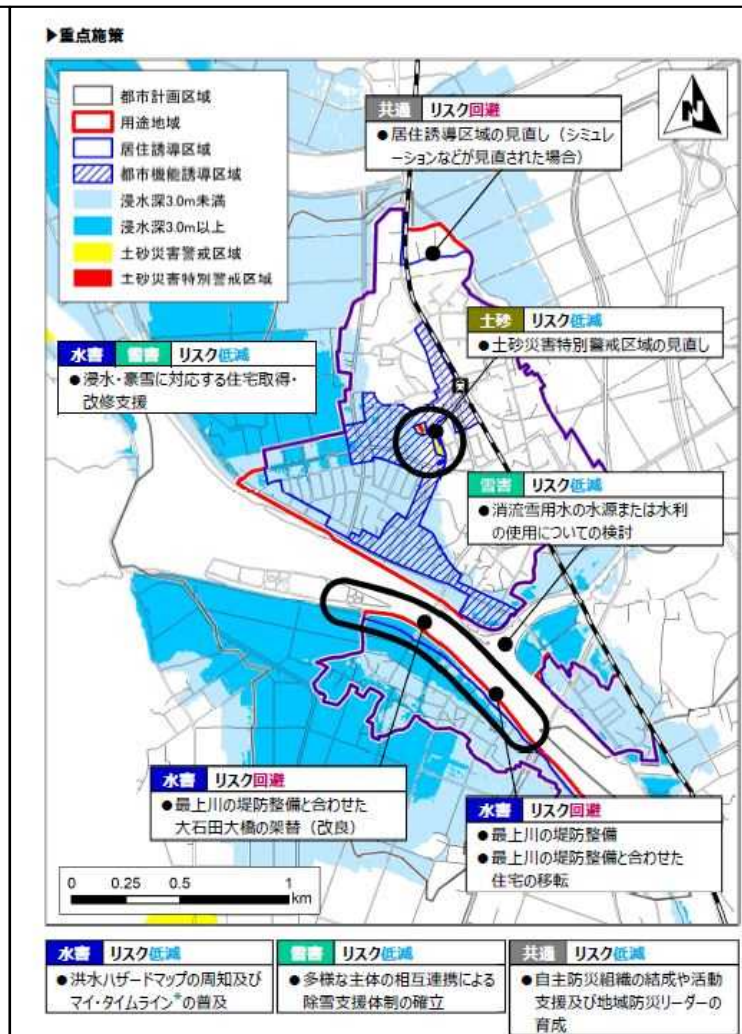 ▶重点施策
都市計画区域
用途地域
居住誘導区域
都市機能誘導区域
浸水深3.0m未満
浸水深3.0m以上
土砂災害警戒区域
土砂災害特別警戒区域
共通 リスク回避
●居住誘導区域の見直し（シミュレ
ーションなどが見直された場合）
N
土砂 リスク低減
●土砂災害特別警戒区域の見直し
水害 雪害 リスク低減
●浸水・豪雪に対応する住宅取得・
改修支援
雪害 リスク低減
●消流雪用水の水源または水利
の使用についての検討
水害 リスク回避
●最上川の堤防整備と合わせた
大石田大橋の架替（改良）
水害 リスク回避
●最上川の堤防整備
●最上川の堤防整備と合わせた
住宅の移転
0 0.25 0.5 1
km
水害 リスク低減
●洪水ハザードマップの周知及び
マイ・タイムライン*の普及
雪害 リスク低減
●多様な主体の相互連携による
除雪支援体制の確立
共通 リスク低減
●自主防災組織の結成や活動
支援及び地域防災リーダーの
育成